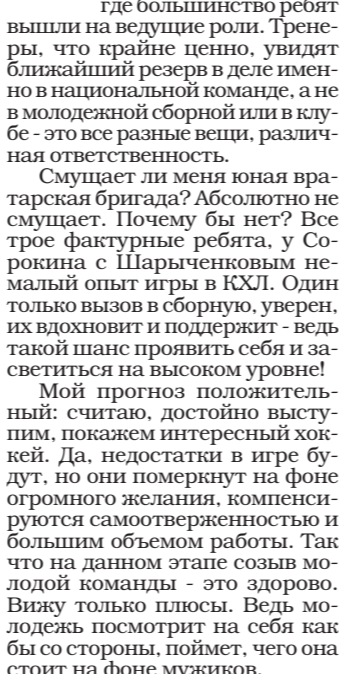 где большинство ребят
вышли на ведущие роли. Трене-
ры, что крайне ценно, увидят
ближайший резерв в деле имен-
но в национальной команде, а не
в молодежной сборной или в клу-
бе - это все разные вещи, различ-
ная ответственность.
Смущает ли меня юная вра-
тарская бригада? Абсолютно не
смущает. Почему бы нет? Все
трое фактурные ребята, у Со-
рокина с Шарыченковым не-
малый опыт игры в КХЛ. Один
только вызов в сборную, уверен,
их вдохновит и поддержит - ведь
такой шанс проявить себя и за-
светиться на высоком уровне!
Мой прогноз положитель-
ный: считаю, достойно высту-
пим, покажем интересный хок-
кей. Да, недостатки в игре бу-
дут, но они померкнут на фоне
огромного желания, компенси-
руются самоотверженностью и
большим объемом работы. Так
что на данном этапе созыв мо-
лодой команды - это здорово.
Вижу только плюсы. Ведь мо-
лодежь посмотрит на себя как
бы со стороны, поймет, чего она
стоит на фоне мужиков.